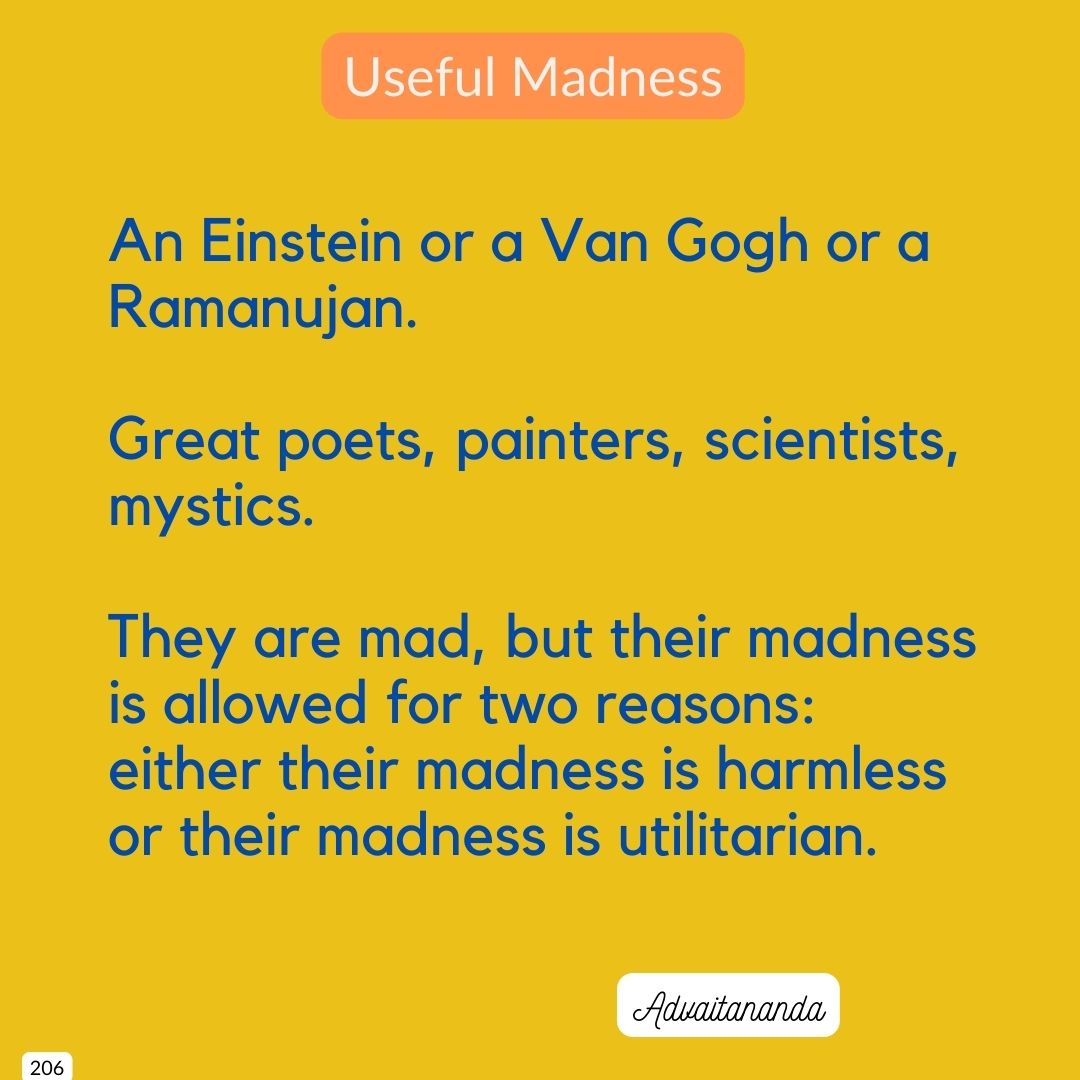 Useful Madness
An Einstein or a Van Gogh or a
Ramanujan.
Great poets, painters, scientists,
mystics.
They are mad, but their madness
is allowed for two reasons:
either their madness is harmless
or their madness is utilitarian.
Advaitananda
206